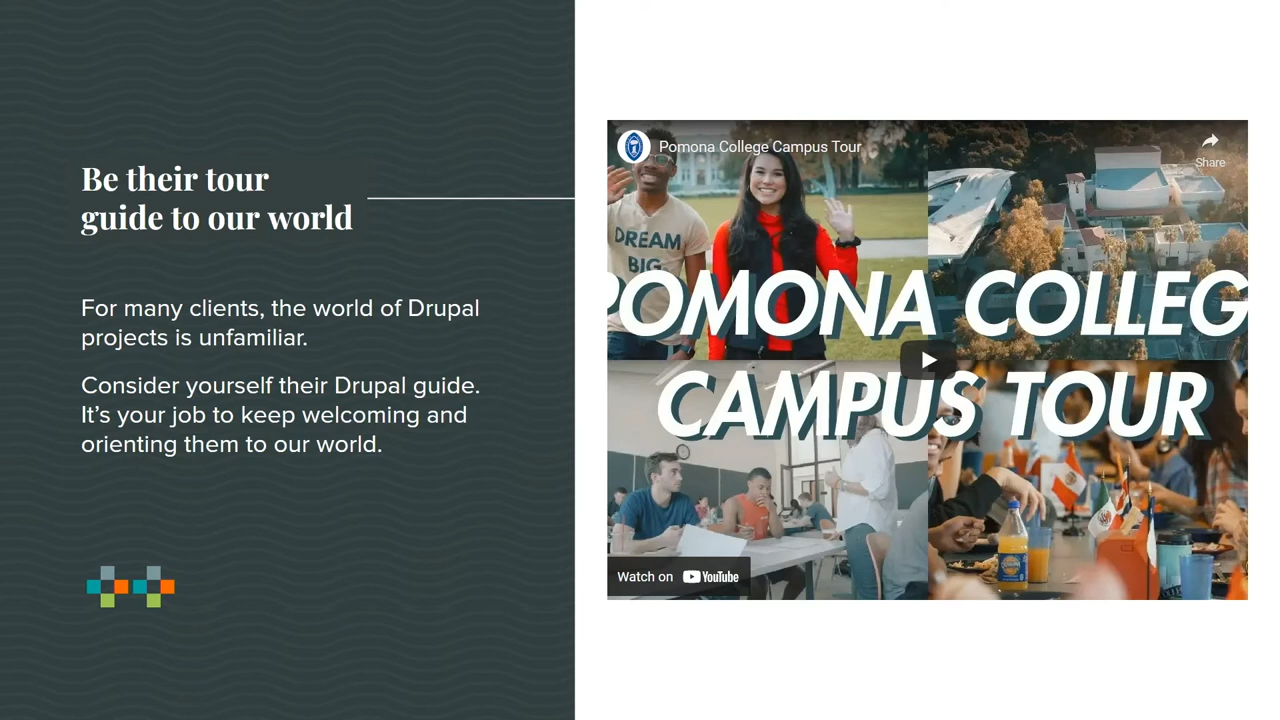 Be their tour
guide to our world
For many clients, the world of Drupal
projects is unfamiliar.
Consider yourself their Drupal guide.
It’s your job to keep welcoming and
orienting them to our world.
Pomona College Campus Tour
Share
DREAM
BIG
POMONA COLLEG
CAMPUS TOUR
Watch on YouTube